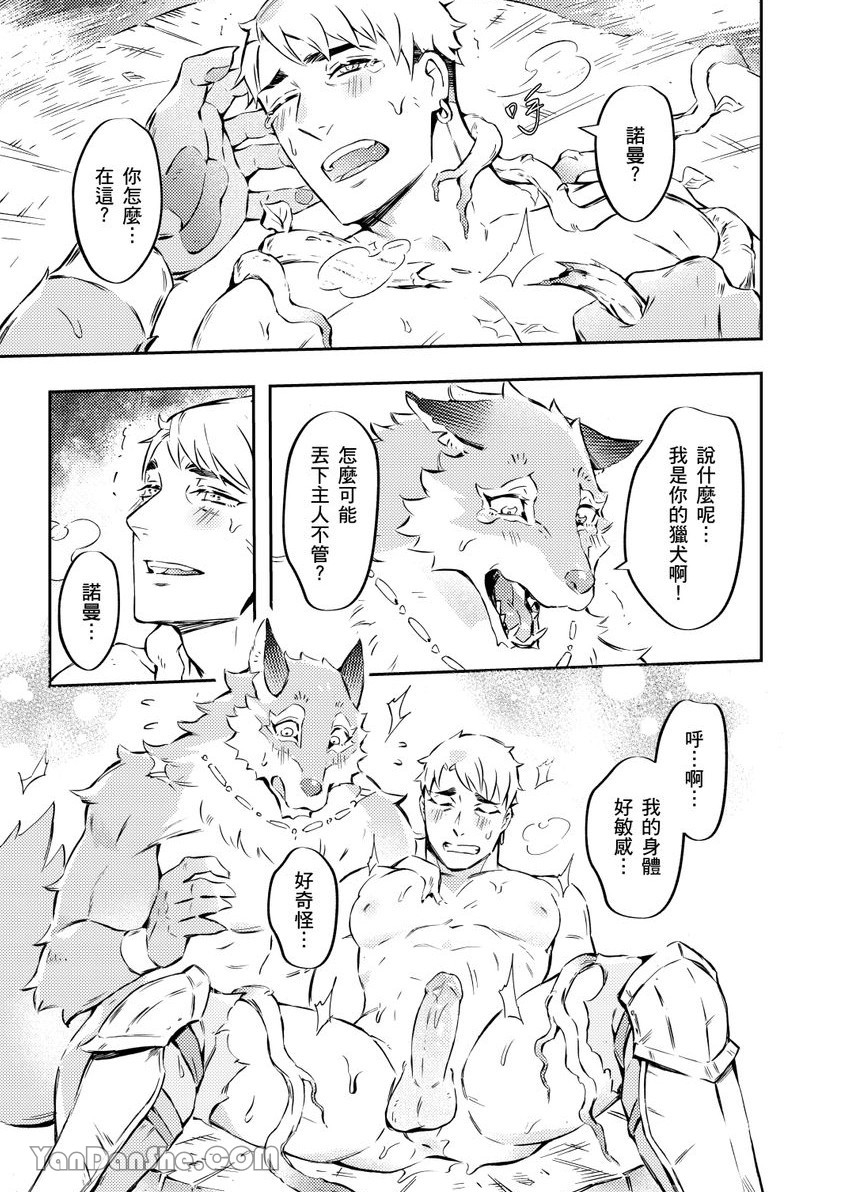 諾曼？
呼
你怎麼…
在這？
說什麼呢…
我是你的獵犬啊！
怎麼可能
丟下主人不管？
諾曼…
呼…啊…
我的身體
好敏感…
好奇怪…
YanDanshe.COM